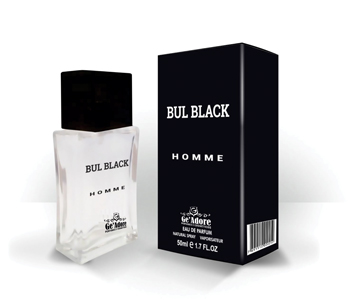 BUL BLACK
HOMME
Ge'Adore
BUL BLACK
HOMME
Ge'Adore
EAU DE PARFUM
NATURAL SPRAY VAPORISATEUR
50ml e 1.7 FL.OZ